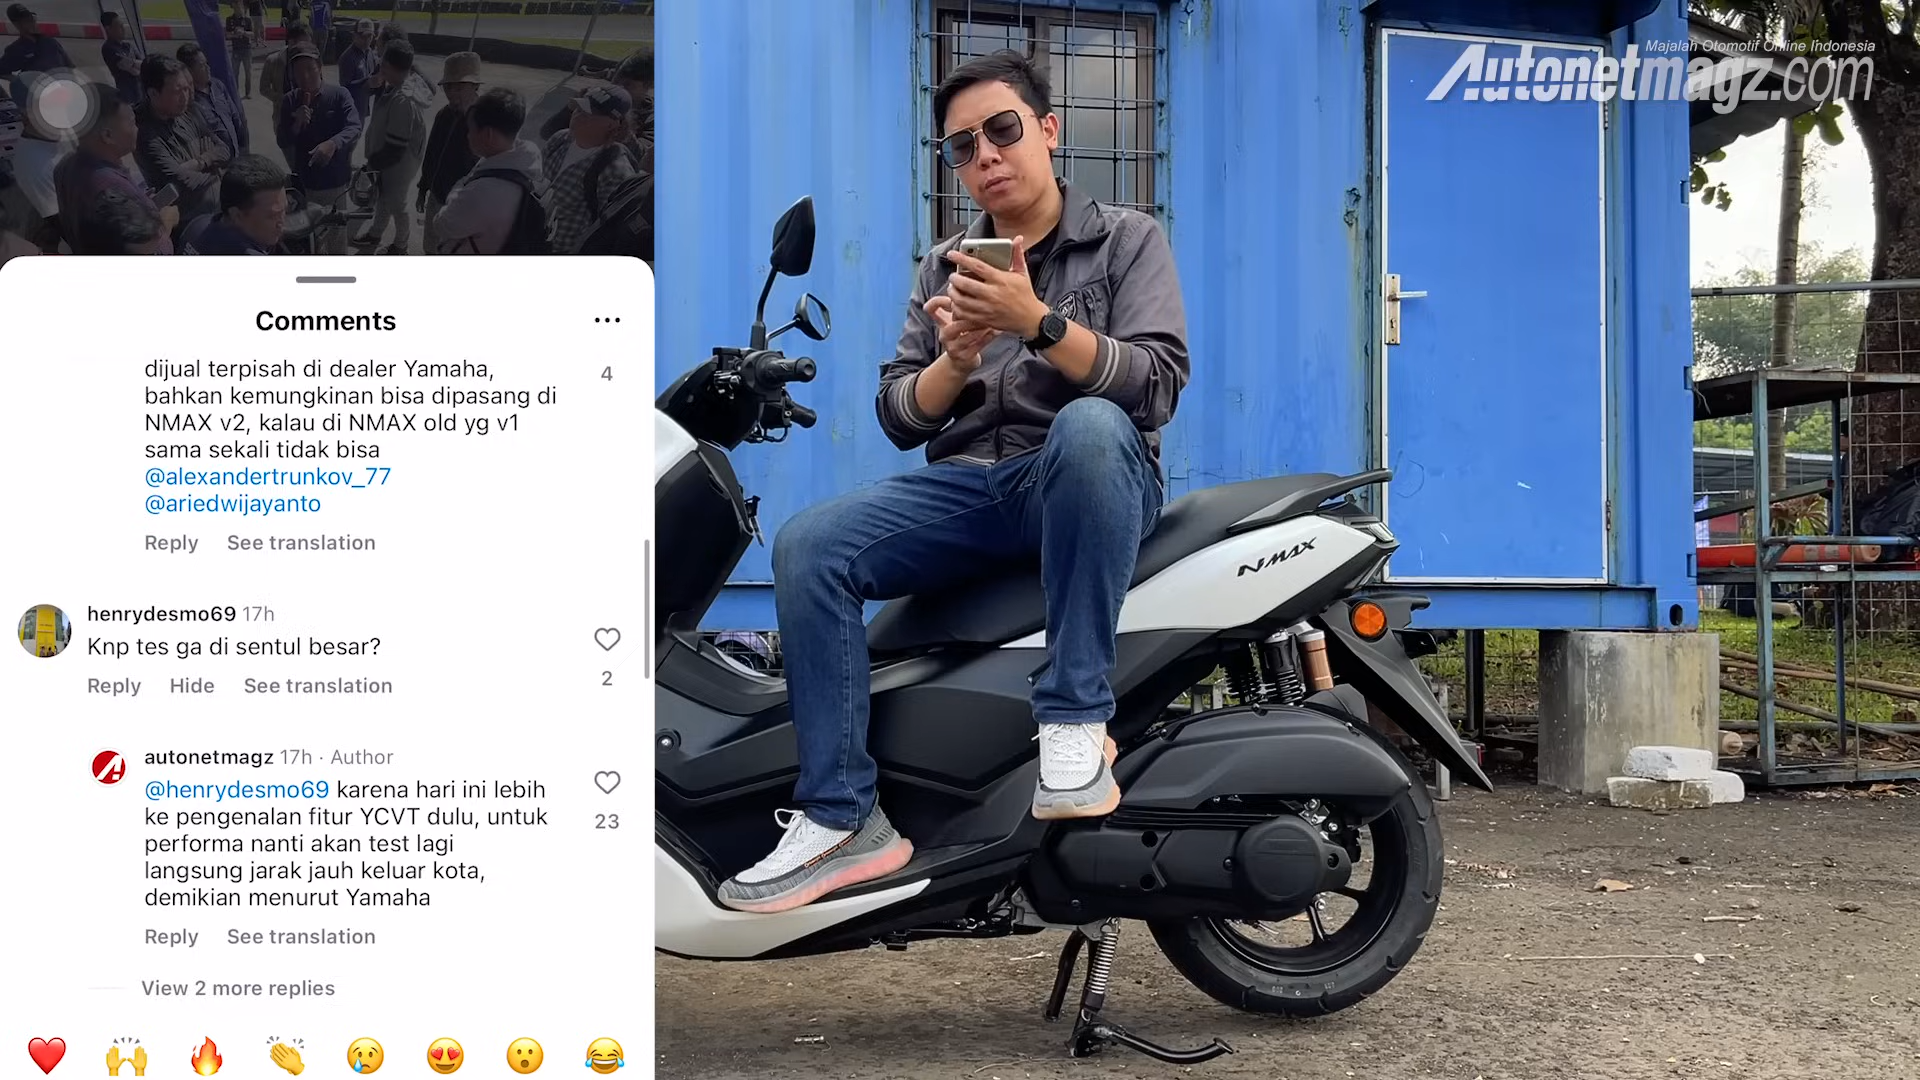 Majalah Otomotif Online Indonesia
Autonetmagz.com
Comments
dijual terpisah di dealer Yamaha,
bahkan kemungkinan bisa dipasang di
NMAX v2, kalau di NMAX old yg v1
sama sekali tidak bisa
@alexandertrunkov_77
@ariedwijayanto
4
Reply See translation
henrydesmo69 17h
Knp tes ga di sentul besar?
2
Reply Hide See translation
autonetmagz 17h · Author
@henrydesmo69 karena hari ini lebih
ke pengenalan fitur YCVT dulu, untuk
performa nanti akan test lagi
langsung jarak jauh keluar kota,
demikian menurut Yamaha
23
Reply See translation
View 2 more replies
NMAX